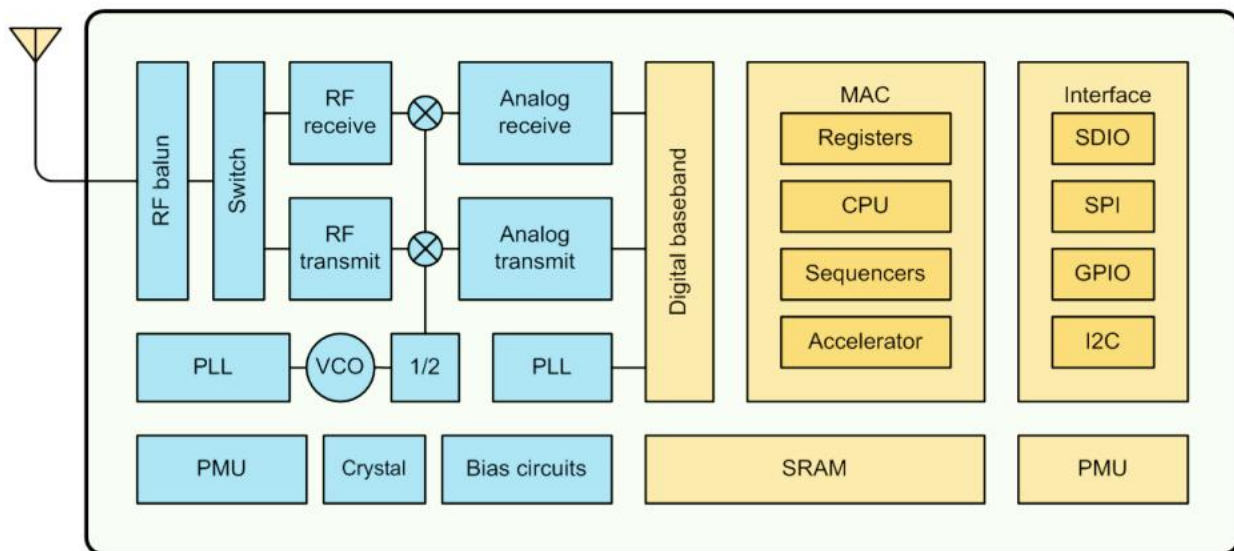 RF balun
Switch
RF
receive
Analog
receive
RF
transmit
Analog
transmit
PLL
VCO
1/2
PLL
Digital baseband
MAC
Registers
CPU
Sequencers
Accelerator
Interface
SDIO
SPI
GPIO
I2C
PMU
Crystal
Bias circuits
SRAM
PMU